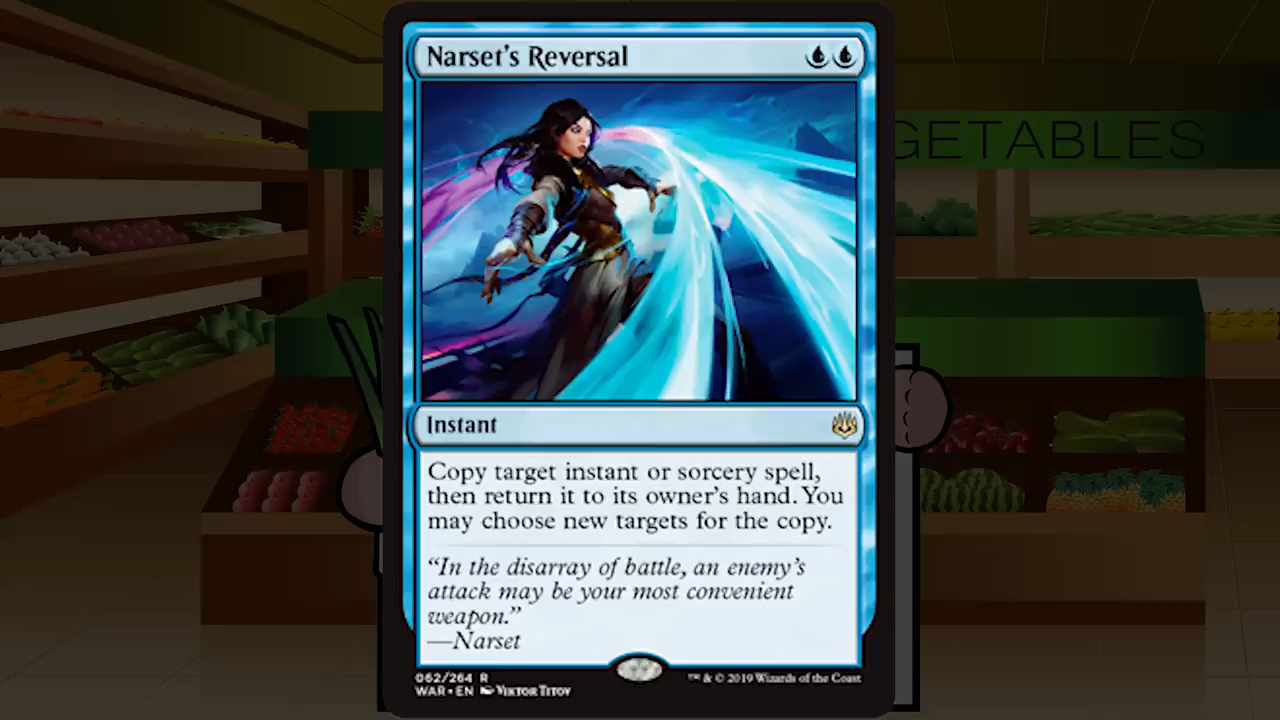 Narset's Reversal
GETABLES
Instant
Copy target instant or sorcery spell,
then return it to its owner's hand. You
may choose new targets for the copy.
"In the disarray of battle, an enemy's
attack may be your most convenient
weapon."
—Narset
062/264 R
WAR • EN VIKTOR TITOV
™ & © 2019 Wizards of the Coast